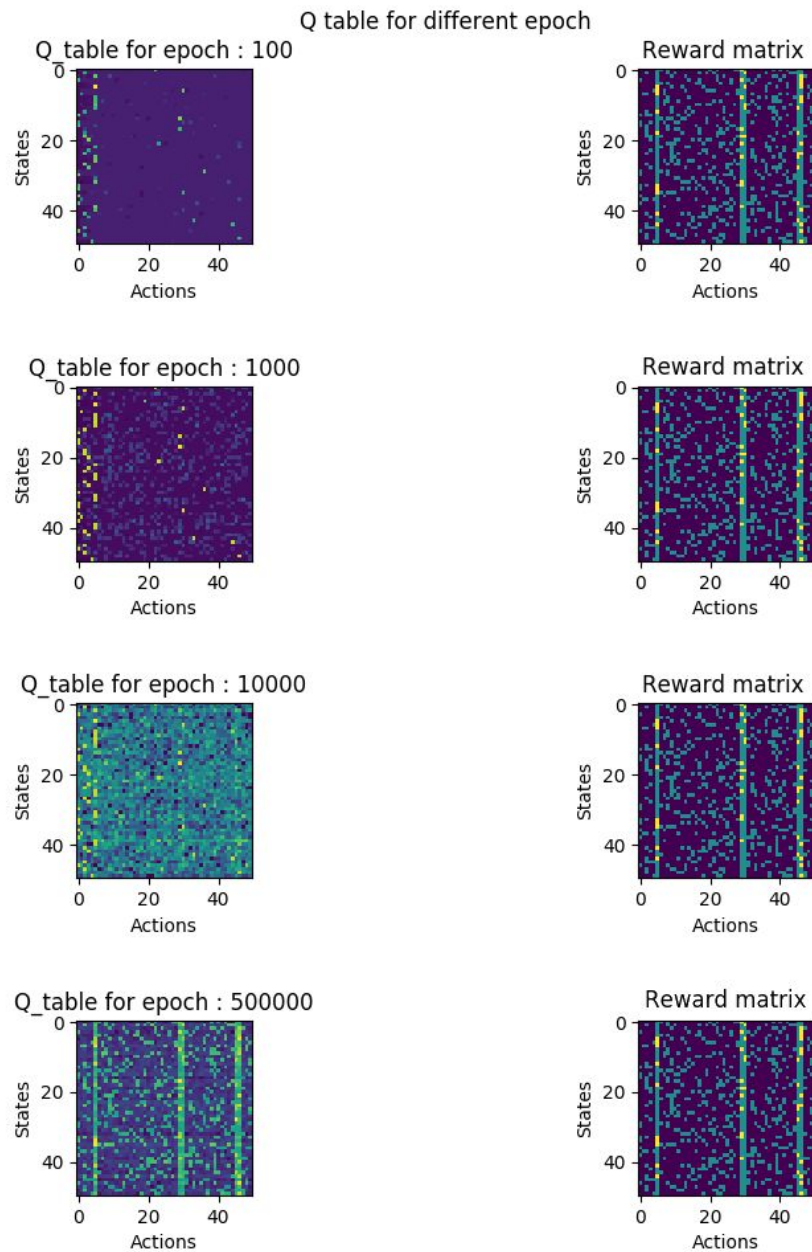 Q table for different epoch
Q_table for epoch : 100
Reward matrix
0
20
40
States
0
20
40
Actions
0
20
40
States
0
20
40
Actions
Q_table for epoch : 1000
Reward matrix
0
20
40
States
0
20
40
Actions
0
20
40
States
0
20
40
Actions
Q_table for epoch : 10000
Reward matrix
0
20
40
States
0
20
40
Actions
0
20
40
States
0
20
40
Actions
Q_table for epoch : 500000
Reward matrix
0
20
40
States
0
20
40
Actions
0
20
40
States
0
20
40
Actions